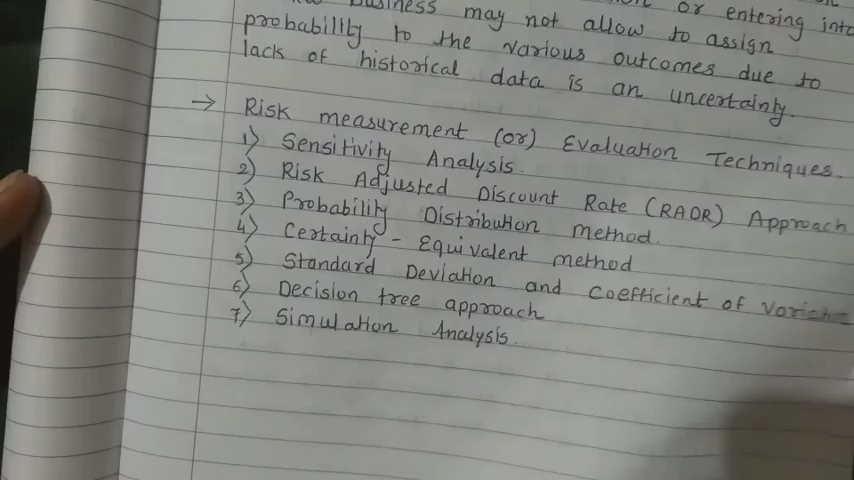 Business may not allow or entering into
probability to the various to assign
lack of historical outcomes due to
data is an uncertainty.
→ Risk measurement (or) Evaluation Techniques.
1) Sensitivity Analysis.
2) Risk Adjusted Discount Rate (RADR) Approach
3) Probability Distribution method.
4) Certainty - Equivalent method
5) Standard Deviation and Coefficient of
6) Decision tree approach
7) Simulation Analysis.